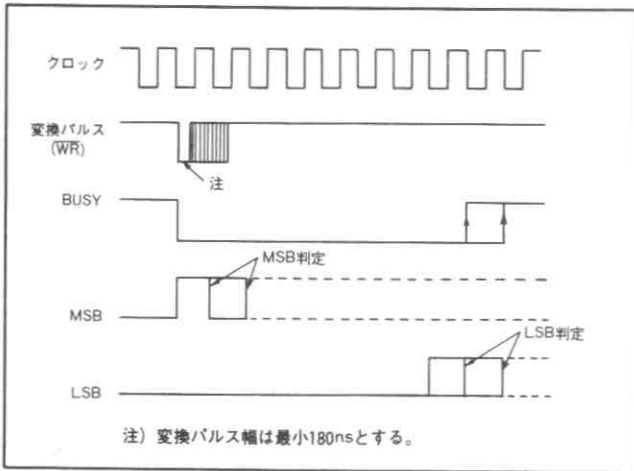 クロック
変換パルス
(WR)
注
BUSY
MSB判定
MSB
LSB判定
LSB
注) 変換パルス幅は最小180nsとする。